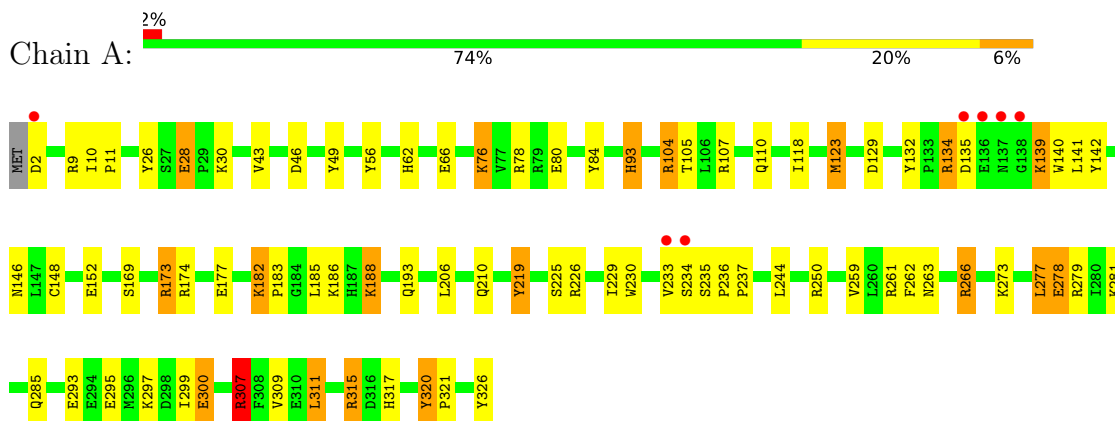 2%
Chain A:
74% 20% 6%
MET D2 R9 I10 P11 Y26 S27 E28 P29 K30 V43 D46 Y49 Y56 H62 E66 K76 V77 R78 R79 E80 Y84 H93 R104 T105 L106 R107 Q110 I118 M123 D129 Y132 P133 R134 D135 E136 N137 G138 K139 W140 L141 Y142
N146 L147 C148 E152 S169 R173 R174 E177 K182 P183 G184 L185 K186 H187 K188 Q193 L206 Q210 Y219 S225 R226 I229 W230 V233 S234 S235 P236 P237 L244 R250 V259 L260 R261 F262 N263 R266 K273 L277 E278 R279 I280 K281
Q285 E293 E294 E295 M296 K297 D298 I299 E300 R307 F308 V309 E310 L311 R315 D316 H317 Y320 P321 Y326